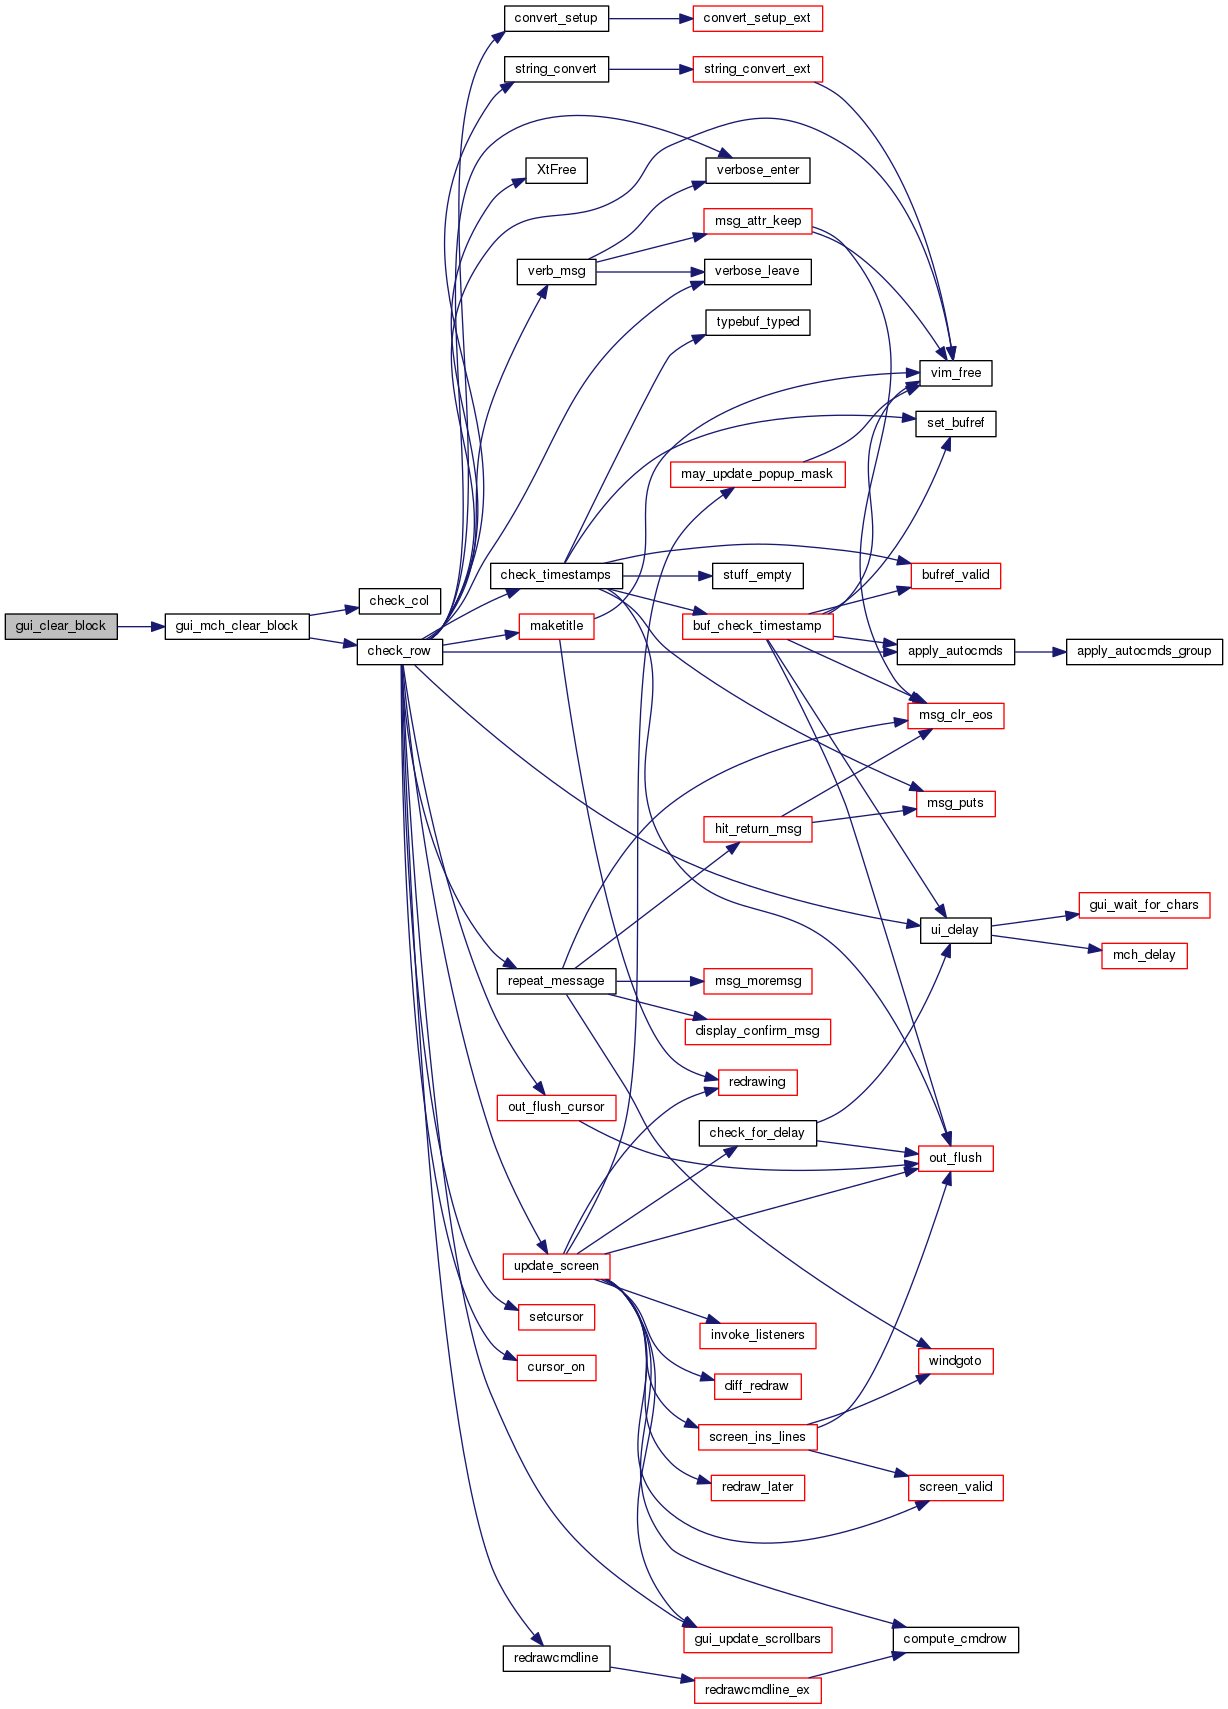 convert_setup
convert_setup_ext
string_convert
string_convert_ext
XtFree
verbose_enter
msg_attr_keep
verb_msg
verbose_leave
typebuf_typed
vim_free
set_bufref
may_update_popup_mask
check_timestamps
stuff_empty
bufref_valid
check_col
gui_clear_block
gui_mch_clear_block
maketitle
buf_check_timestamp
check_row
apply_autocmds
apply_autocmds_group
msg_clr_eos
msg_puts
hit_return_msg
gui_wait_for_chars
ui_delay
mch_delay
repeat_message
msg_moremsg
display_confirm_msg
redrawing
out_flush_cursor
check_for_delay
out_flush
update_screen
setcursor
invoke_listeners
windgoto
cursor_on
diff_redraw
screen_ins_lines
redraw_later
screen_valid
gui_update_scrollbars
compute_cmdrow
redrawcmdline
redrawcmdline_ex